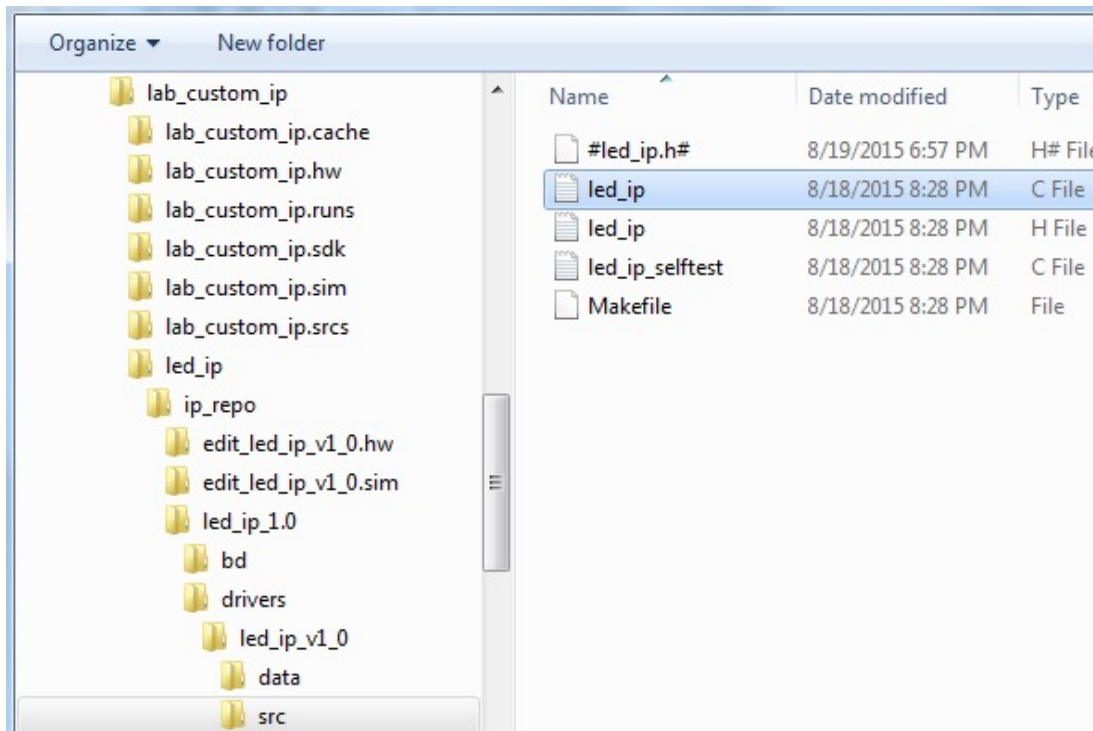 Organize New folder
lab_custom_ip
lab_custom_ip.cache
lab_custom_ip.hw
lab_custom_ip.runs
lab_custom_ip.sdk
lab_custom_ip.sim
lab_custom_ip.srcs
led_ip
ip_repo
edit_led_ip_v1_0.hw
edit_led_ip_v1_0.sim
led_ip_1.0
bd
drivers
led_ip_v1_0
data
src
Name Date modified Type
#led_ip.h# 8/19/2015 6:57 PM H# File
led_ip 8/18/2015 8:28 PM C File
led_ip 8/18/2015 8:28 PM H File
led_ip_selftest 8/18/2015 8:28 PM C File
Makefile 8/18/2015 8:28 PM File